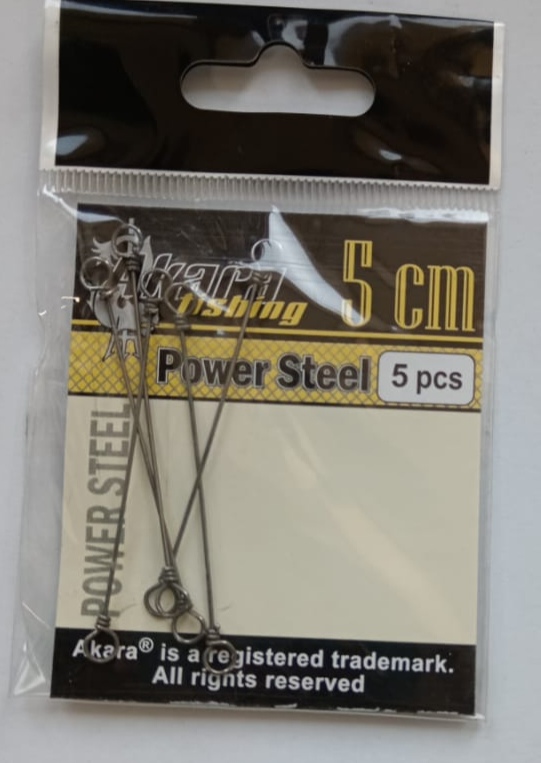 Akara
fishing
5 cm
Power Steel
5 pcs
POWER STEEL
Akara® is a registered trademark.
All rights reserved